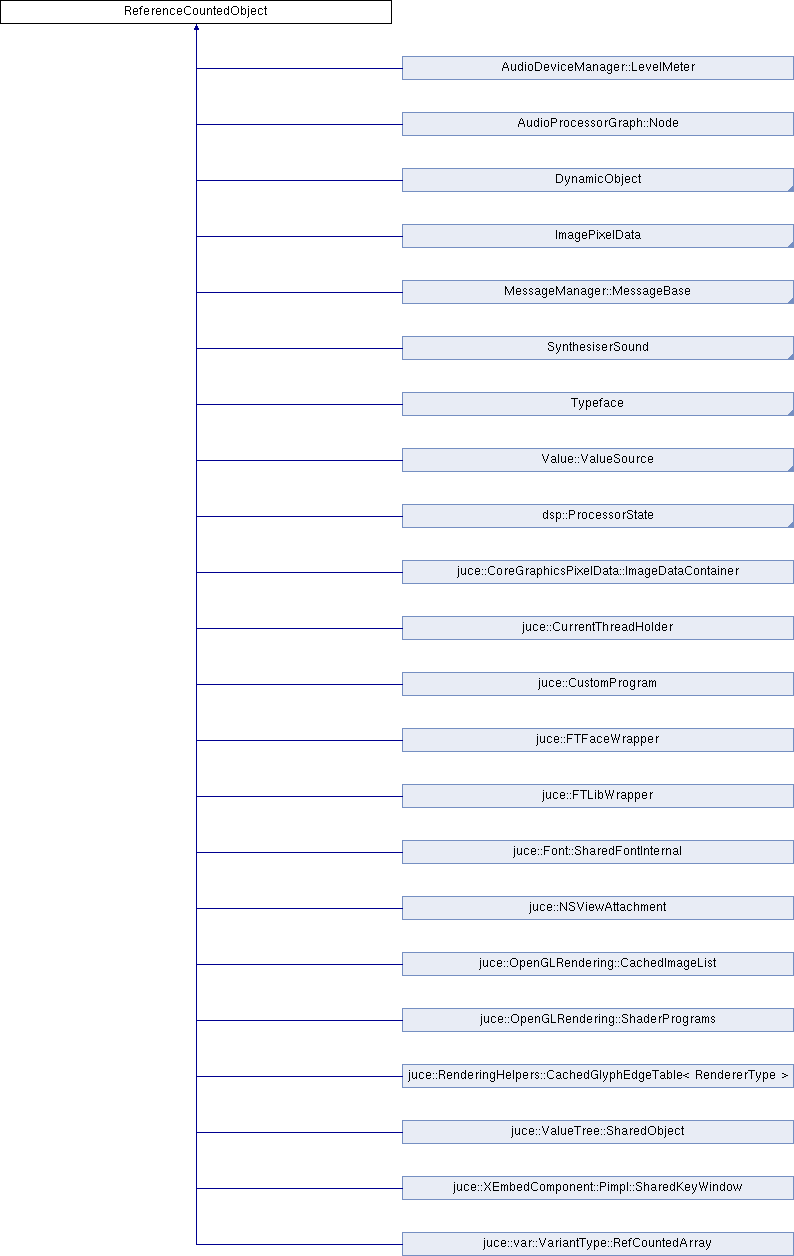 ReferenceCountedObject
AudioDeviceManager::LevelMeter
AudioProcessorGraph::Node
DynamicObject
ImagePixelData
MessageManager::MessageBase
SynthesiserSound
Typeface
Value::ValueSource
dsp::ProcessorState
juce::CoreGraphicsPixelData::ImageDataContainer
juce::CurrentThreadHolder
juce::CustomProgram
juce::FTFaceWrapper
juce::FTLibWrapper
juce::Font::SharedFontInternal
juce::NSViewAttachment
juce::OpenGLRendering::CachedImageList
juce::OpenGLRendering::ShaderPrograms
juce::RenderingHelpers::CachedGlyphEdgeTable< RendererType >
juce::ValueTree::SharedObject
juce::XEmbedComponent::Pimpl::SharedKeyWindow
juce::var::VariantType::RefCountedArray